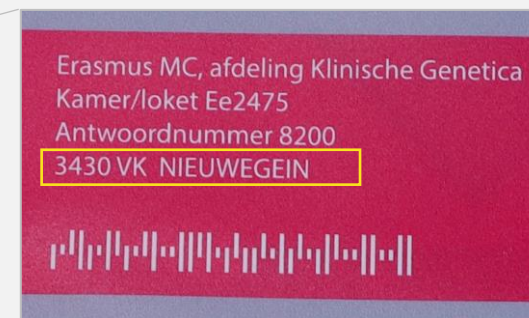 Erasmus MC, afdeling Klinische Genetica
Kamer/loket Ee2475
Antwoordnummer 8200
3430 VK NIEUWEGEIN